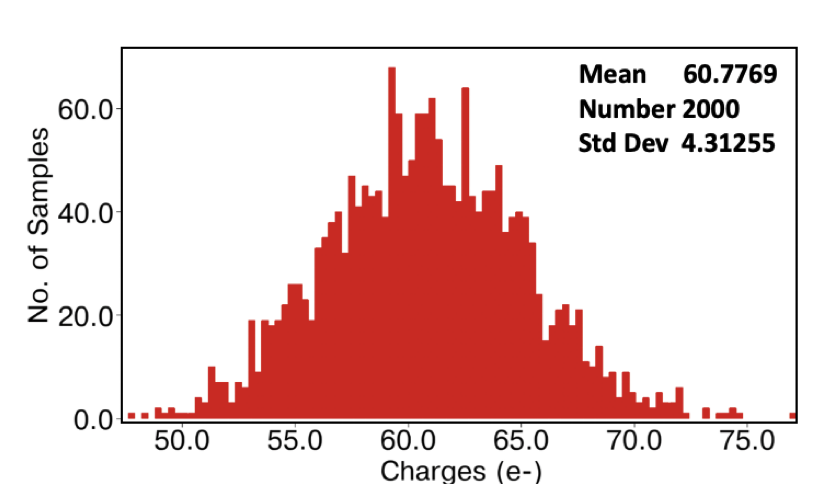 Mean 60.7769
Number 2000
Std Dev 4.31255
No. of Samples
60.0
40.0
20.0
0.0
50.0 55.0 60.0 65.0 70.0 75.0
Charges (e-)